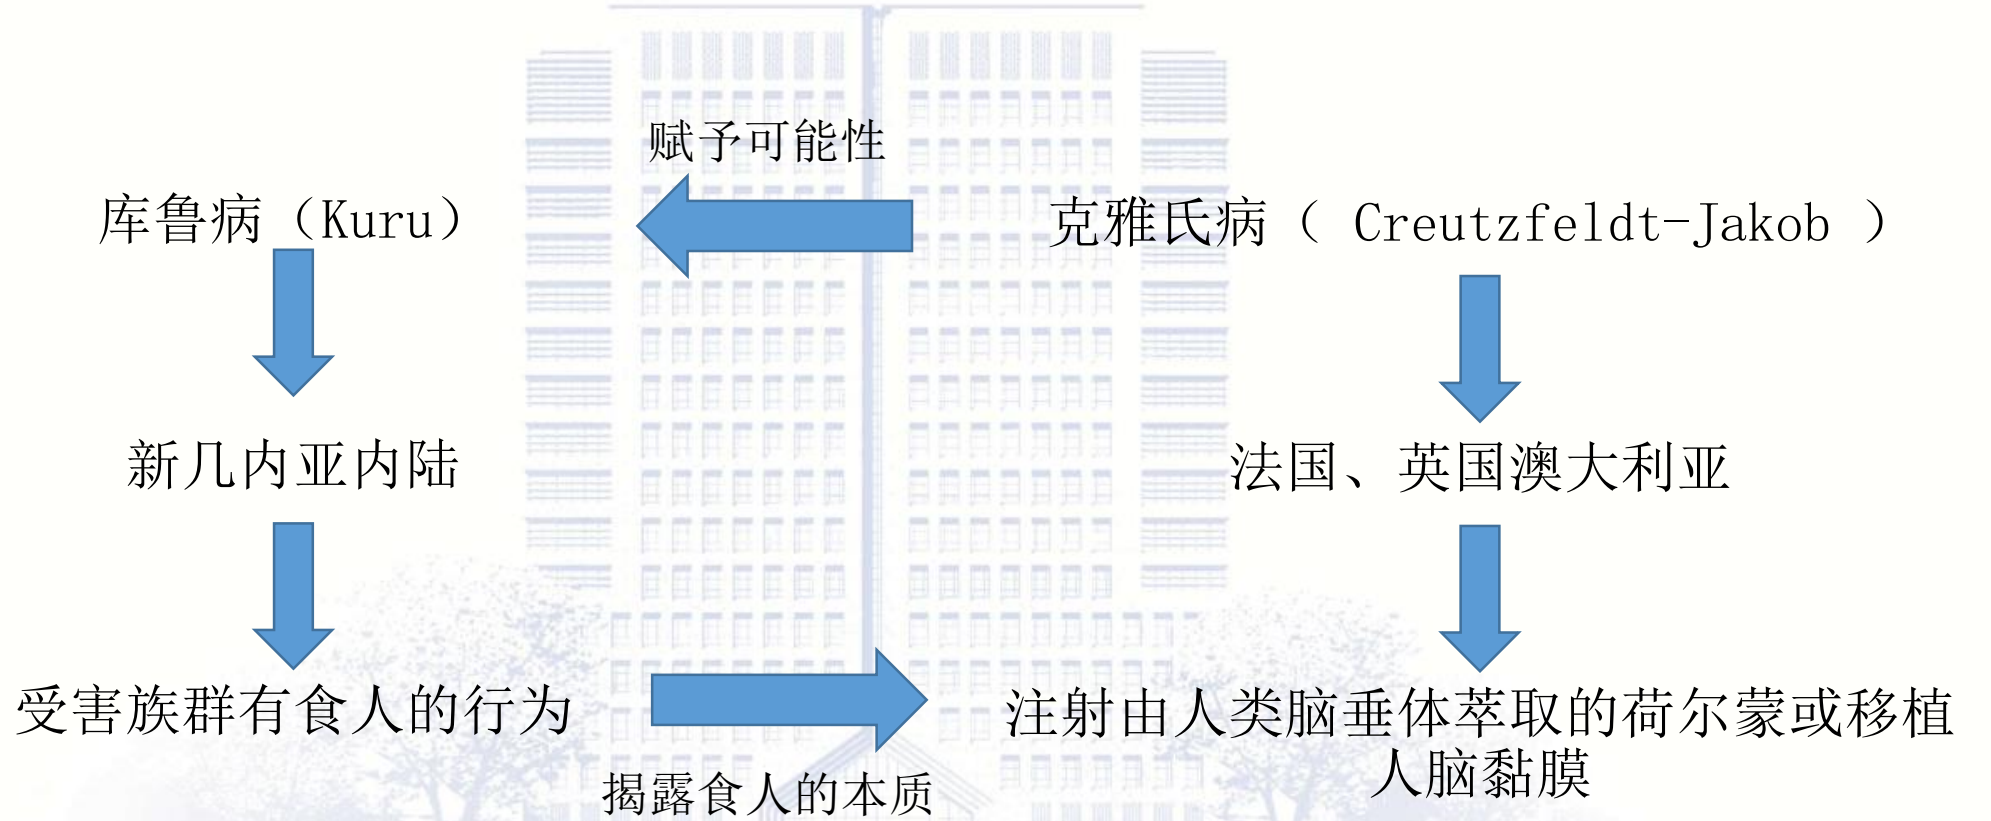 赋予可能性
库鲁病（Kuru）
克雅氏病（ Creutzfeldt-Jakob ）
新几内亚内陆
法国、英国澳大利亚
受害族群有食人的行为
注射由人类脑垂体萃取的荷尔蒙或移植
人脑黏膜
揭露食人的本质